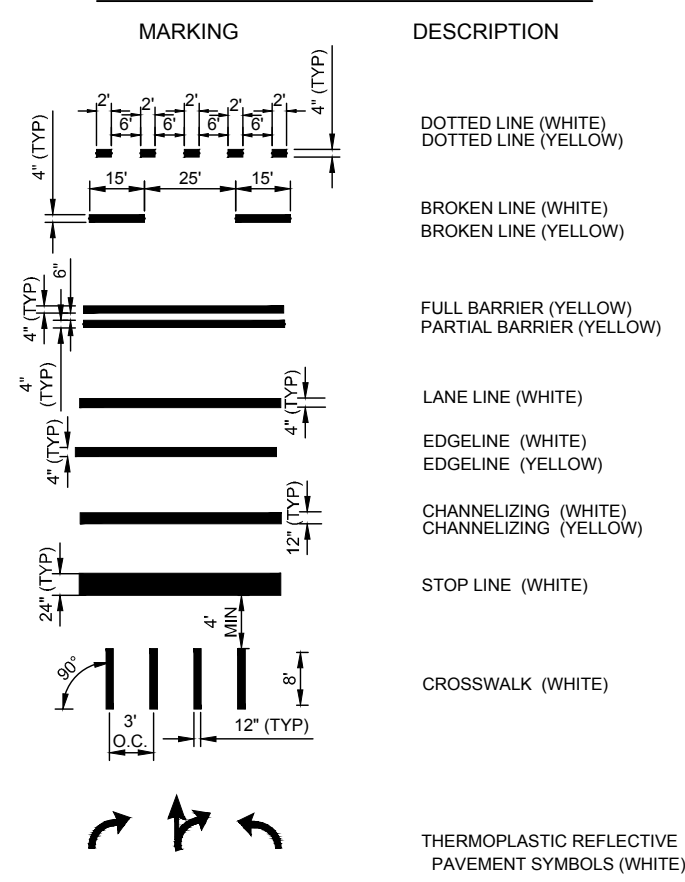 MARKING DESCRIPTION
2' 2' 2' 2' 2'
6' 6' 6' 6'
4" (TYP)
4" (TYP)
DOTTED LINE (WHITE)
DOTTED LINE (YELLOW)
15' 25' 15'
BROKEN LINE (WHITE)
BROKEN LINE (YELLOW)
6"
4" (TYP)
FULL BARRIER (YELLOW)
PARTIAL BARRIER (YELLOW)
4"
(TYP)
4" (TYP)
LANE LINE (WHITE)
4" (TYP)
EDGELINE (WHITE)
EDGELINE (YELLOW)
12" (TYP)
CHANNELIZING (WHITE)
CHANNELIZING (YELLOW)
24" (TYP)
STOP LINE (WHITE)
4'
MIN
90°
8'
CROSSWALK (WHITE)
3'
O.C.
12" (TYP)
THERMOPLASTIC REFLECTIVE
PAVEMENT SYMBOLS (WHITE)